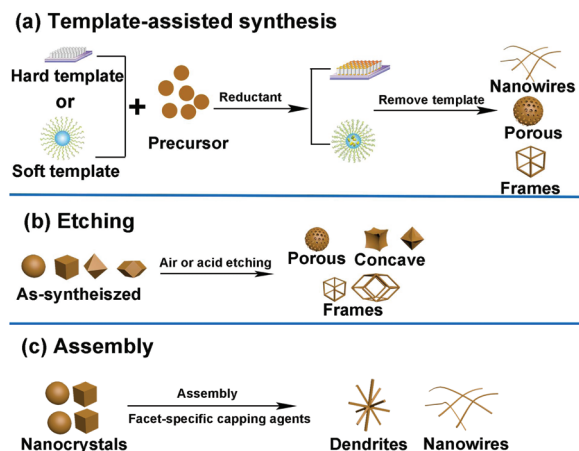 (a) Template-assisted synthesis
Hard template
or
Soft template
+
Precursor
Reductant
Remove template
Nanowires
Porous
Frames
(b) Etching
As-syntheiszed
Air or acid etching
Porous Concave
Frames
(c) Assembly
Nanocrystals
Assembly
Facet-specific capping agents
Dendrites Nanowires